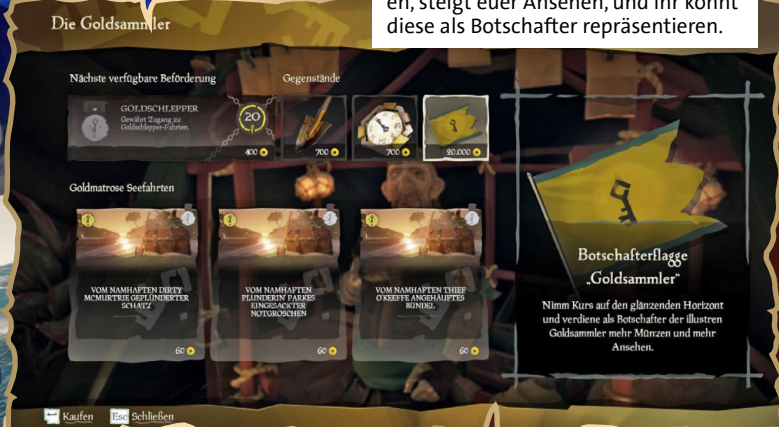 en, steigt euer Ansehen, und ihr könnt
diese als Botschafter repräsentieren.
Die Goldsammler
Nächste verfügbare Beförderung
Gegenstände
GOLDSCHLEPPER
Gewährt Zugang zu
Goldschlepper-Fahrten.
20
400
700
700
20.000
Goldmatrose Seefahrten
VOM NAMHAFTEN DIRTY
MCMURTRIE GEPLÜNDERTER
SCHATZ
60
VOM NAMHAFTEN
PLUNDERIN' PARKES
EINGESACKTER
NOTGROSCHEN
60
VOM NAMHAFTEN THIEF
O'KEEFFE ANGEHÄUFTES
BÜNDEL
60
Botschafterflagge
„Goldsammler“
Nimm Kurs auf den glänzenden Horizont
und verdiene als Botschafter der illustren
Goldsammler mehr Münzen und mehr
Ansehen.
Kaufen
Esc Schließen